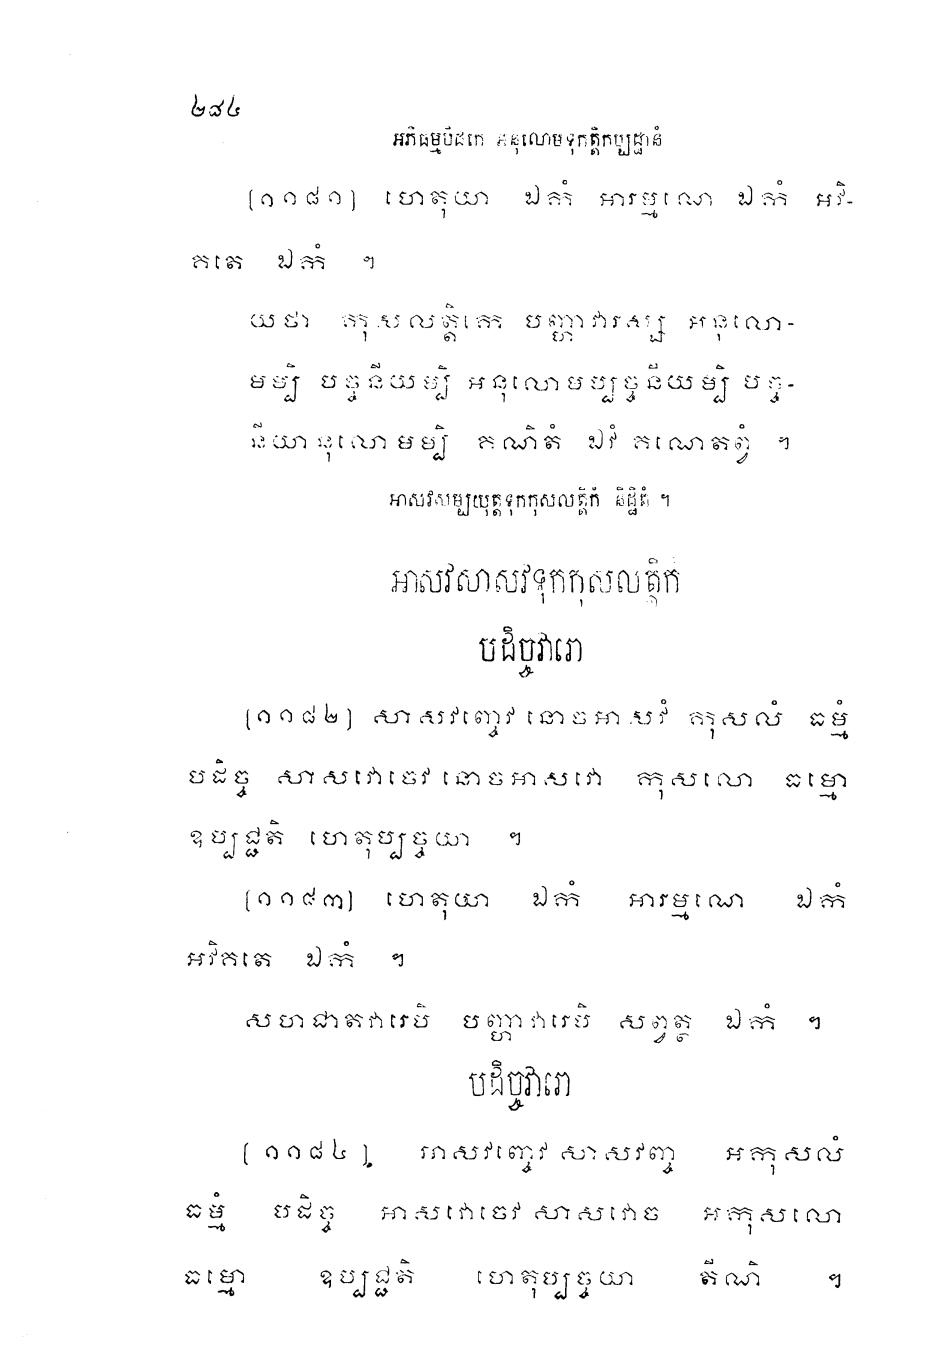 ២៨៤
អភិធម្មបិដកេ អនុលោមទុកត្តិកប្បដ្ឋានំ
[១១៨១] ហេតុយា ឯកំ អារម្មណេ ឯកំ អវិ-
គតេ ឯកំ ។
យថា កុសលត្តិកេ បញ្ហាវារស្ស អនុលោ-
មម្បិ បច្ចនីយម្បិ អនុលោមប្បច្ចនីយម្បិ បច្ច-
នីយានុលោមម្បិ គណិតំ ឯវំ គណេតព្វំ ។
អាសវសម្បយុត្តទុកកុសលត្តិកំ និដ្ឋិតំ ។
អាសវសាសវទុកកុសលត្តិកំ
បដិច្ចវារោ
[១១៨២] សាសវញ្ចេវ នោចអាសវំ កុសលំ ធម្មំ
បដិច្ច សាសវោចេវ នោចអាសវោ កុសលោ ធម្មោ
ឧប្បជ្ជតិ ហេតុប្បច្ចយា ។
[១១៨៣] ហេតុយា ឯកំ អារម្មណេ ឯកំ
អវិគតេ ឯកំ ។
សហជាតវារេបិ បញ្ហាវារេបិ សព្វត្ថ ឯកំ ។
បដិច្ចវារោ
[១១៨៤] អាសវញ្ចេវ សាសវញ្ច អកុសលំ
ធម្មំ បដិច្ច អាសវោចេវ សាសវោច អកុសលោ
ធម្មោ ឧប្បជ្ជតិ ហេតុប្បច្ចយា តីណិ ។